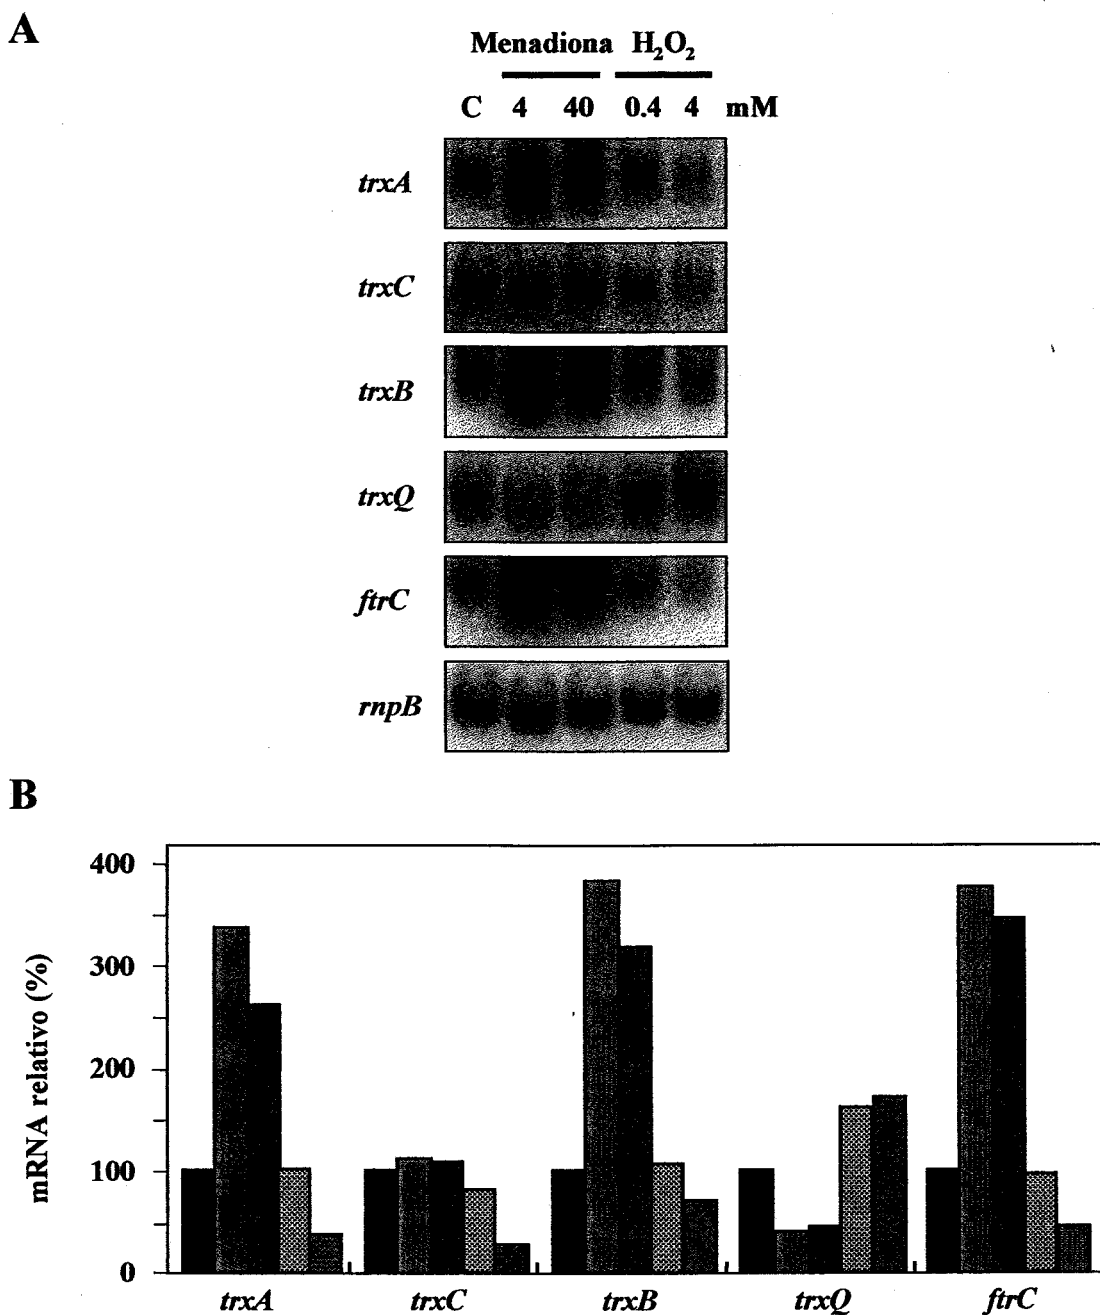 A
Menadiona H₂O₂
C 4 40 0.4 4 mM
trxA
trxC
trxB
trxQ
ftrC
rnpB
B
400
300
200
100
0
mRNA relativo (%)
trxA trxC trxB trxQ ftrC